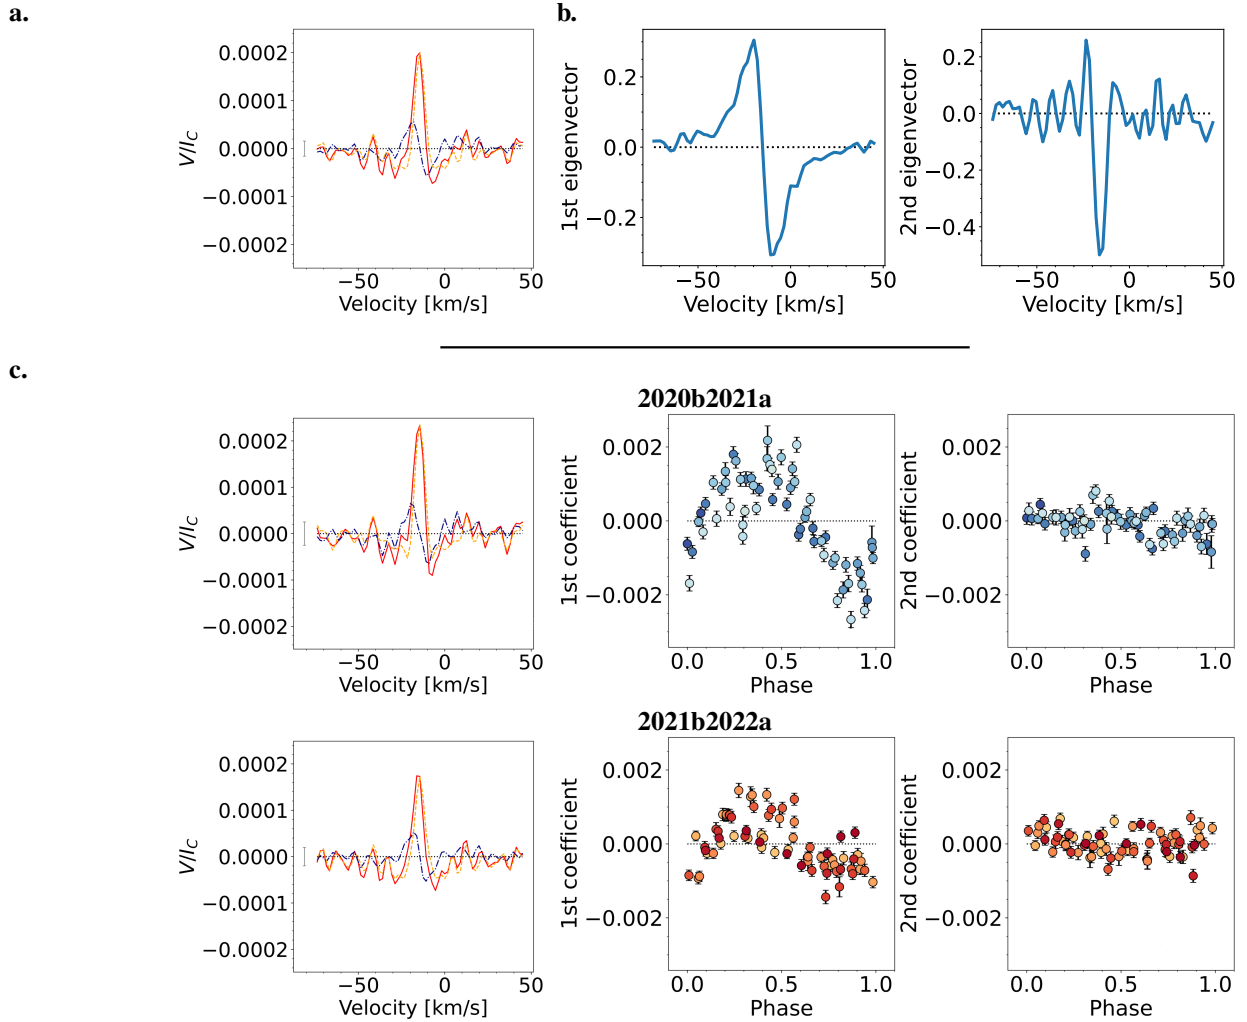 a.
b.
0.0002
0.0001
0.0000
−0.0001
−0.0002
V/I_C
−50
0
50
Velocity [km/s]
0.2
0.0
−0.2
1st eigenvector
−50
0
50
Velocity [km/s]
0.2
0.0
−0.2
−0.4
2nd eigenvector
−50
0
50
Velocity [km/s]
c.
2020b2021a
0.0002
0.0001
0.0000
−0.0001
−0.0002
V/I_C
−50
0
50
Velocity [km/s]
0.002
0.000
−0.002
1st coefficient
0.0
0.5
1.0
Phase
0.002
0.000
−0.002
2nd coefficient
0.0
0.5
1.0
Phase
2021b2022a
0.0002
0.0001
0.0000
−0.0001
−0.0002
V/I_C
−50
0
50
Velocity [km/s]
0.002
0.000
−0.002
1st coefficient
0.0
0.5
1.0
Phase
0.002
0.000
−0.002
2nd coefficient
0.0
0.5
1.0
Phase